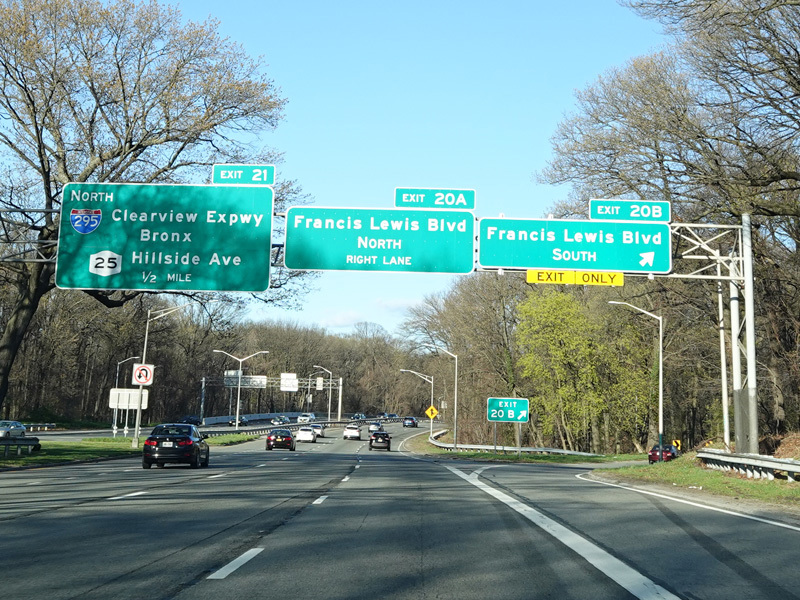 EXIT 21
NORTH
295 Clearview Expwy
Bronx
25 Hillside Ave
1/2 MILE
EXIT 20A
Francis Lewis Blvd
NORTH
RIGHT LANE
EXIT 20B
Francis Lewis Blvd
SOUTH
EXIT ONLY
EXIT
20 B